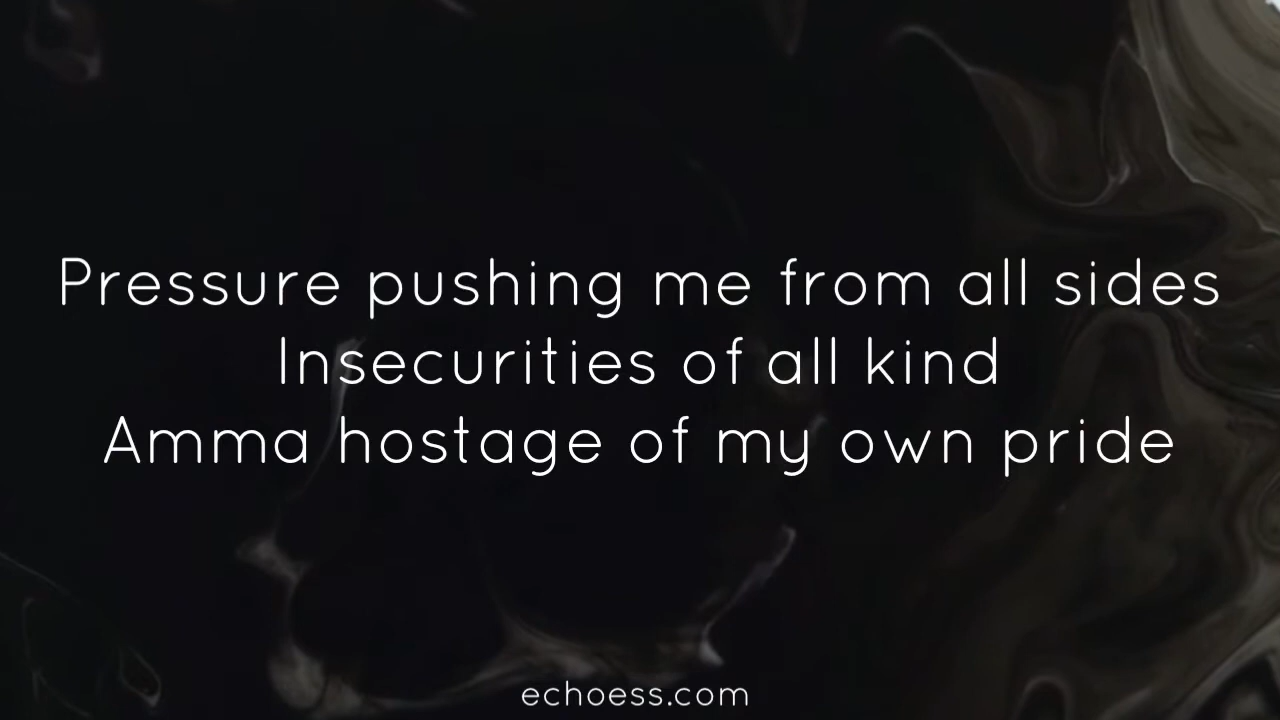 Pressure pushing me from all sides
Insecurities of all kind
Amma hostage of my own pride
echoess.com